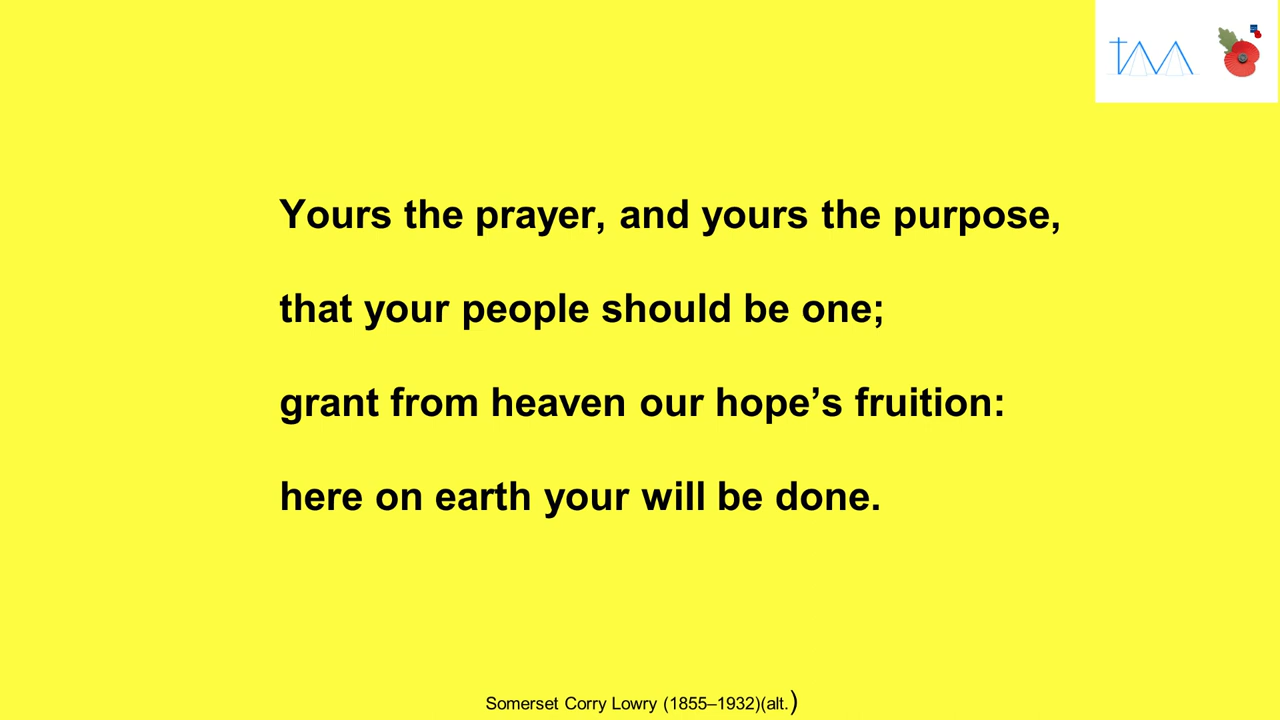 Yours the prayer, and yours the purpose,
that your people should be one;
grant from heaven our hope’s fruition:
here on earth your will be done.
Somerset Corry Lowry (1855–1932)(alt.)